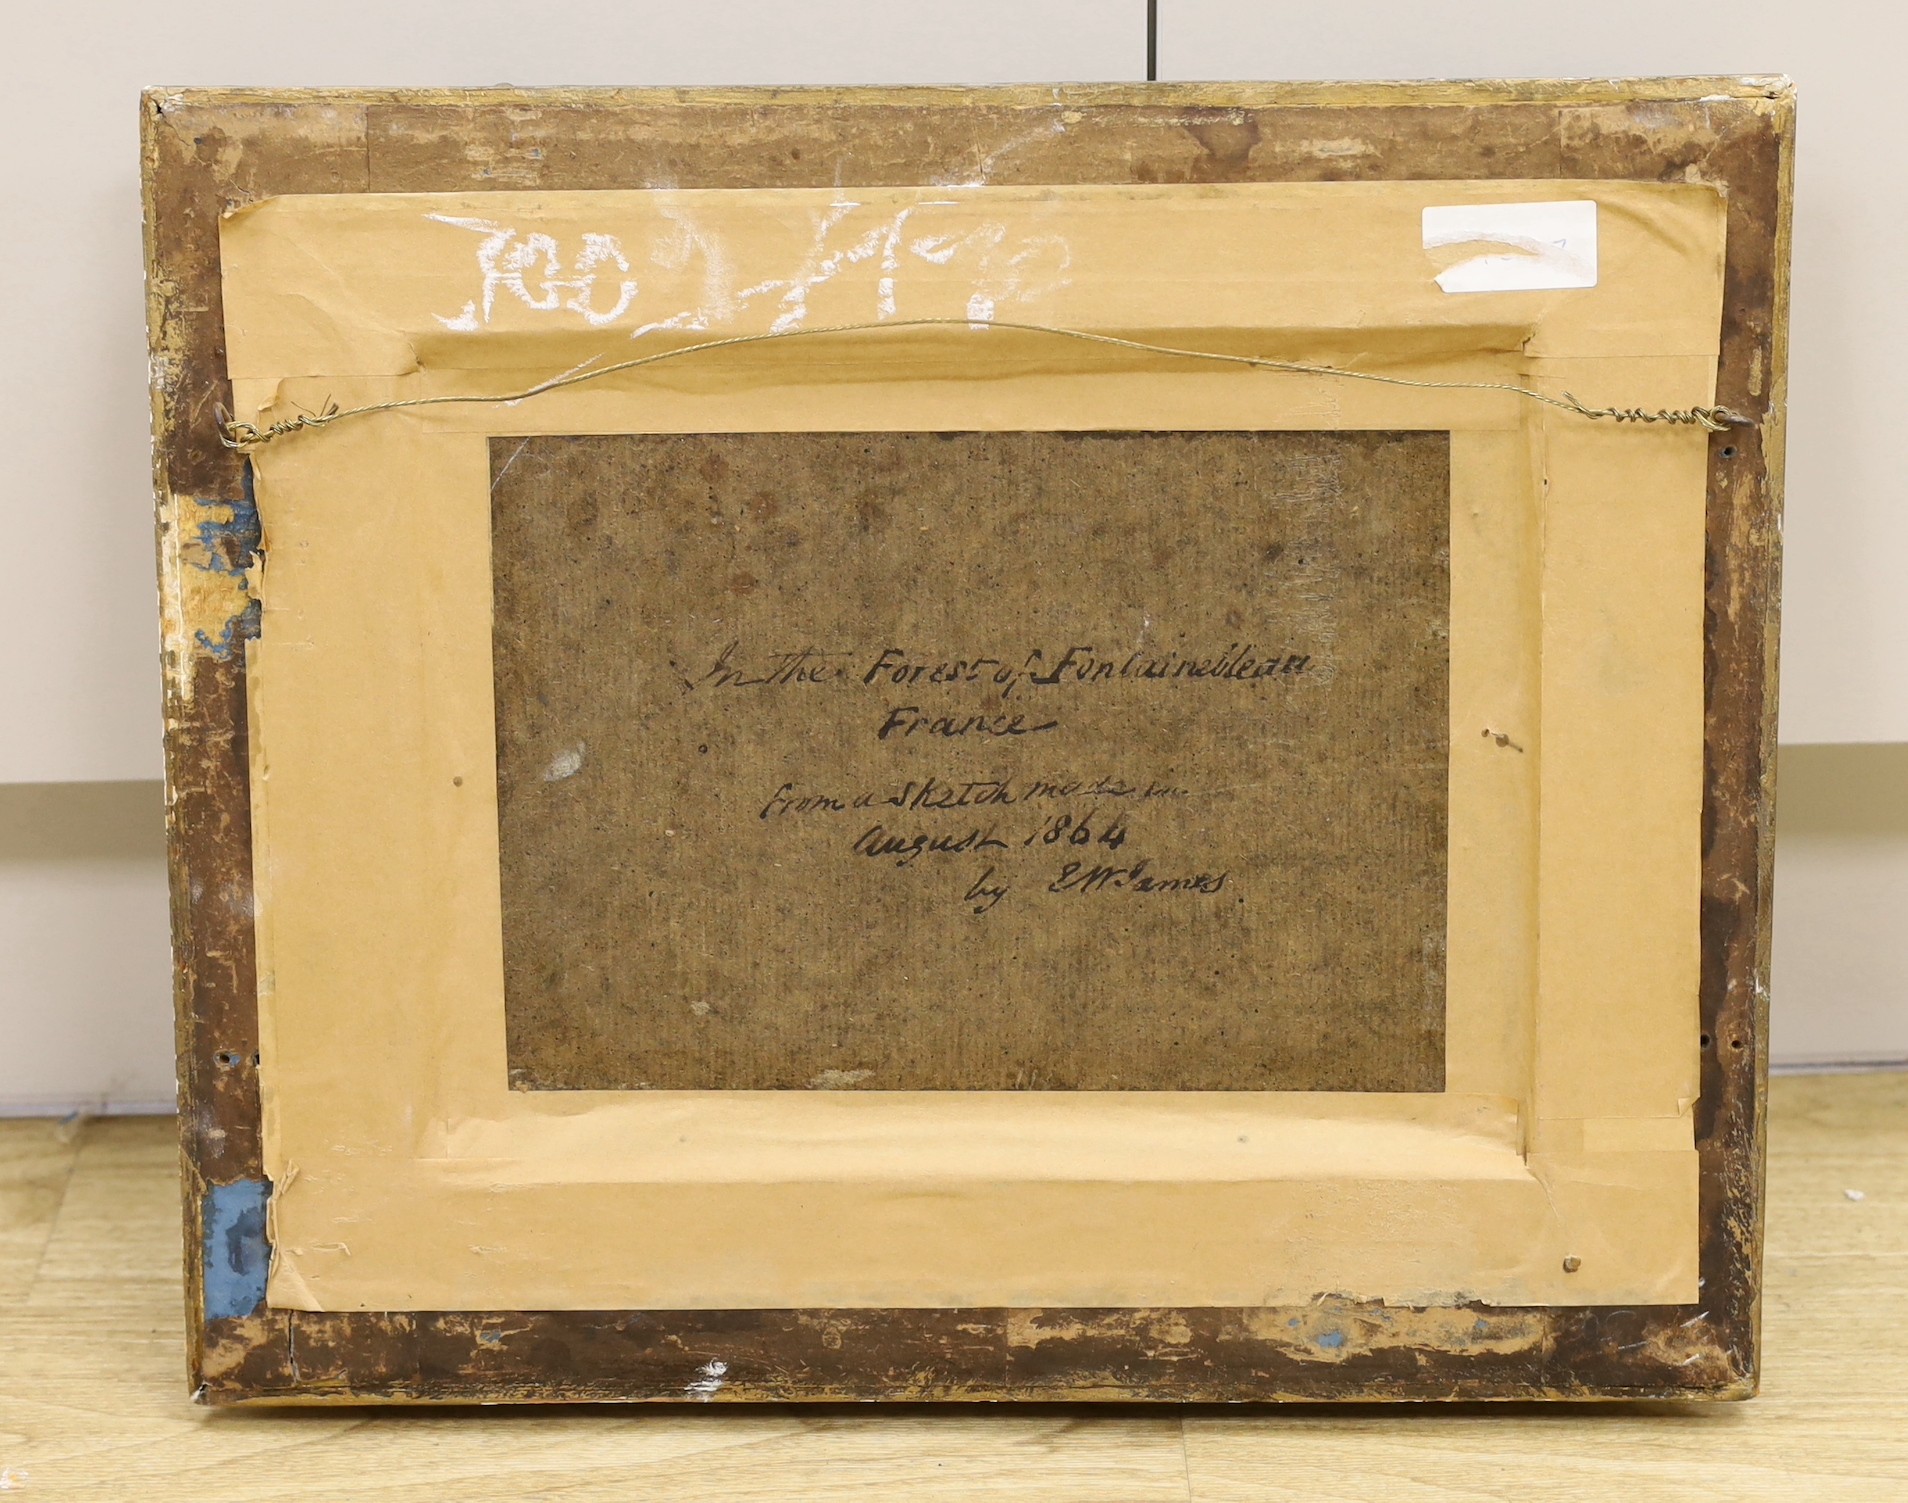 In the Forest of Fontainebleau
France
from a sketch made in
August 1864
by E W James